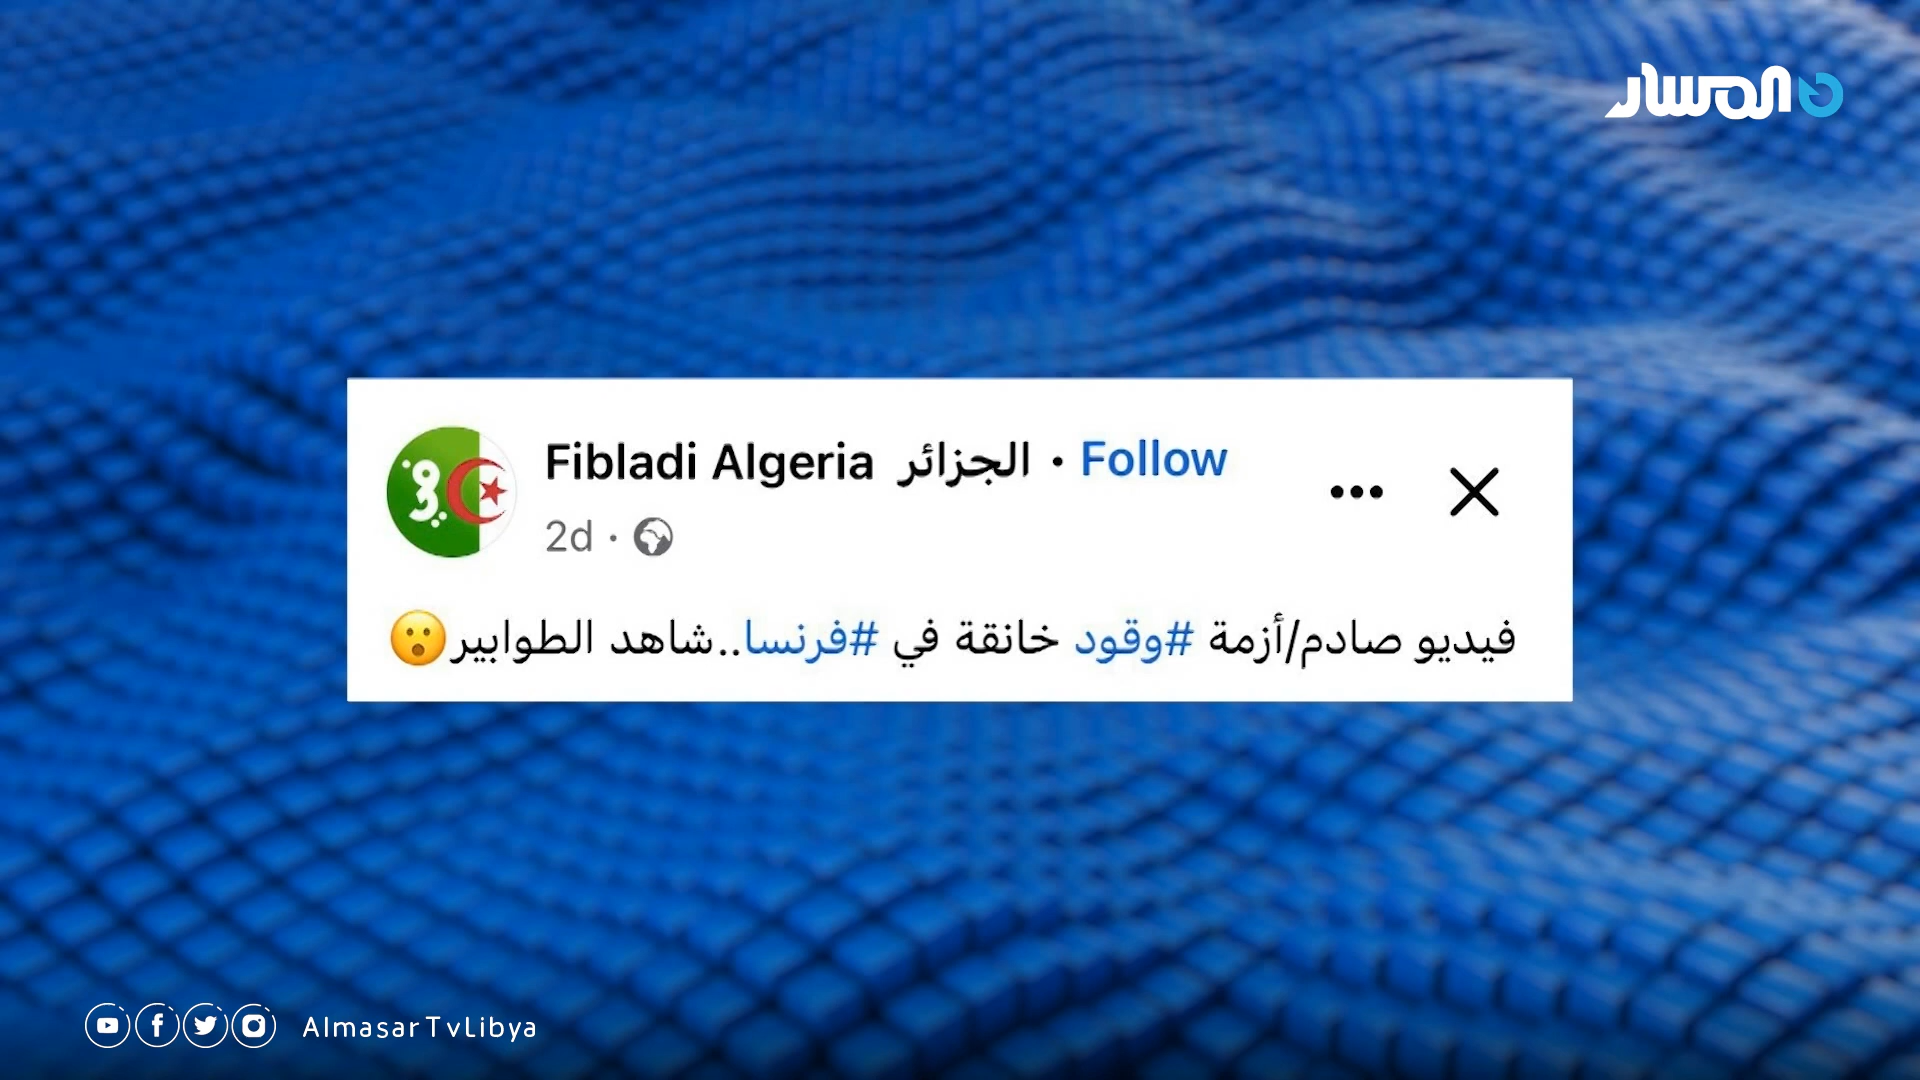 المسار
Fibladi Algeria الجزائر · Follow
2d ·
فيديو صادم/أزمة #وقود خانقة في #فرنسا..شاهد الطوابير😮
AlmasarTvLibya